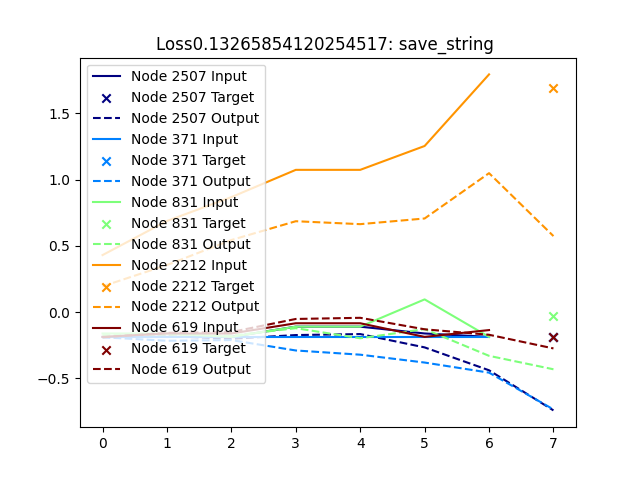 Loss0.13265854120254517: save_string
Node 2507 Input
Node 2507 Target
Node 2507 Output
Node 371 Input
Node 371 Target
Node 371 Output
Node 831 Input
Node 831 Target
Node 831 Output
Node 2212 Input
Node 2212 Target
Node 2212 Output
Node 619 Input
Node 619 Target
Node 619 Output
1.5
1.0
0.5
0.0
−0.5
0 1 2 3 4 5 6 7